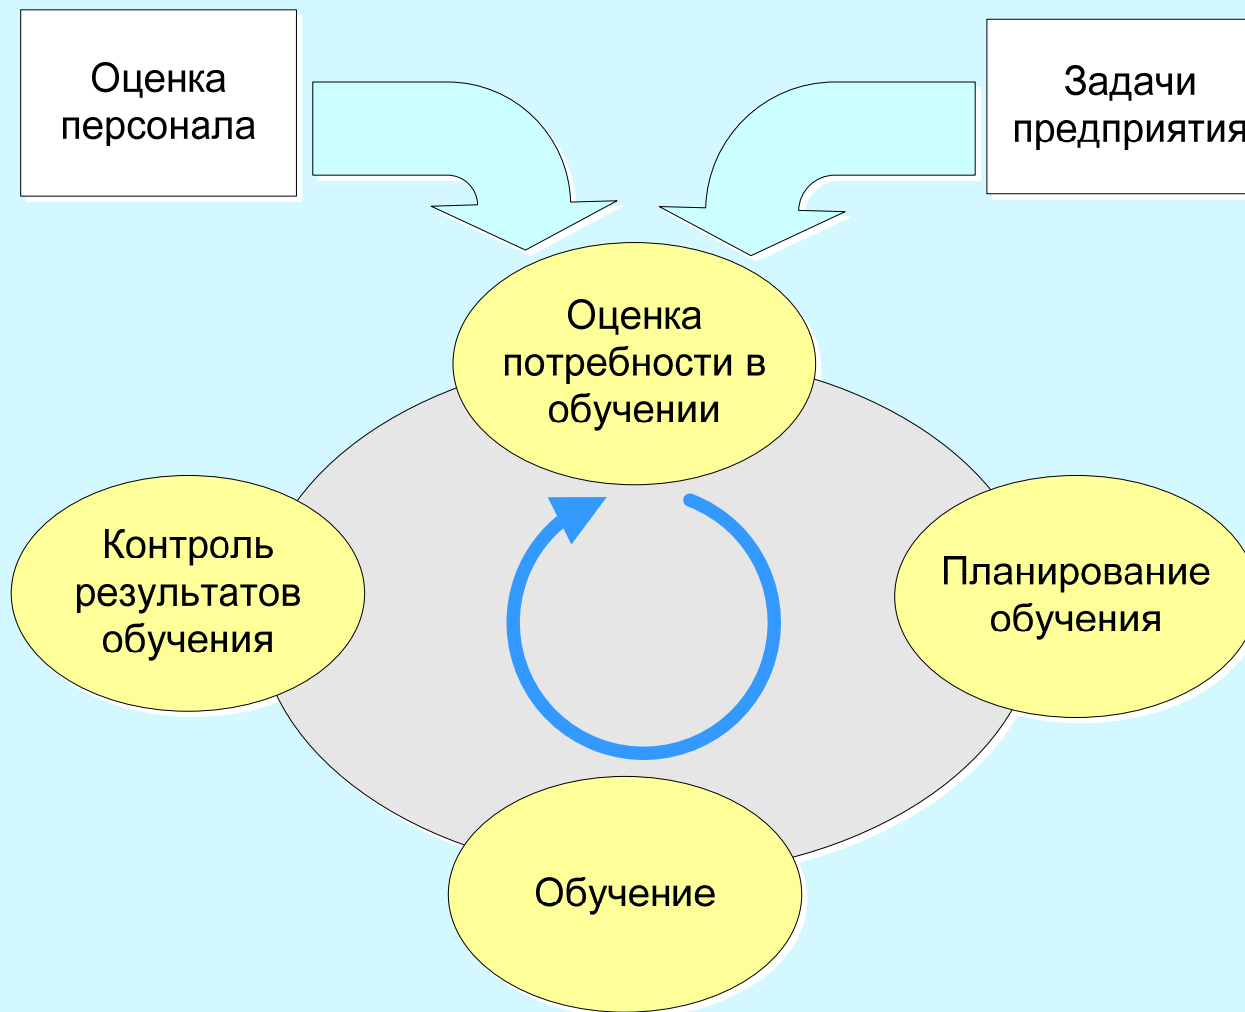 Оценка
персонала
Задачи
предприятия
Оценка
потребности в
обучении
Контроль
результатов
обучения
Планирование
обучения
Обучение